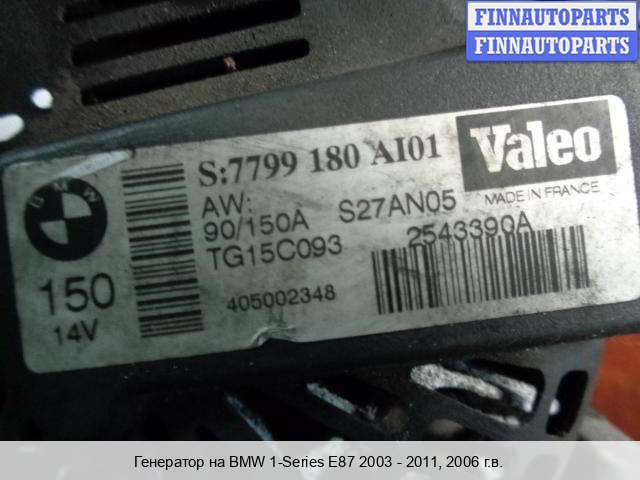 FINNAUTOPARTS
FINNAUTOPARTS
BMW
S:7799 180 AI01
Valeo
AW:
90/150A
S27AN05
MADE IN FRANCE
TG15C093
2543390A
150
14V
405002348
Генератор на BMW 1-Series E87 2003 - 2011, 2006 г.в.